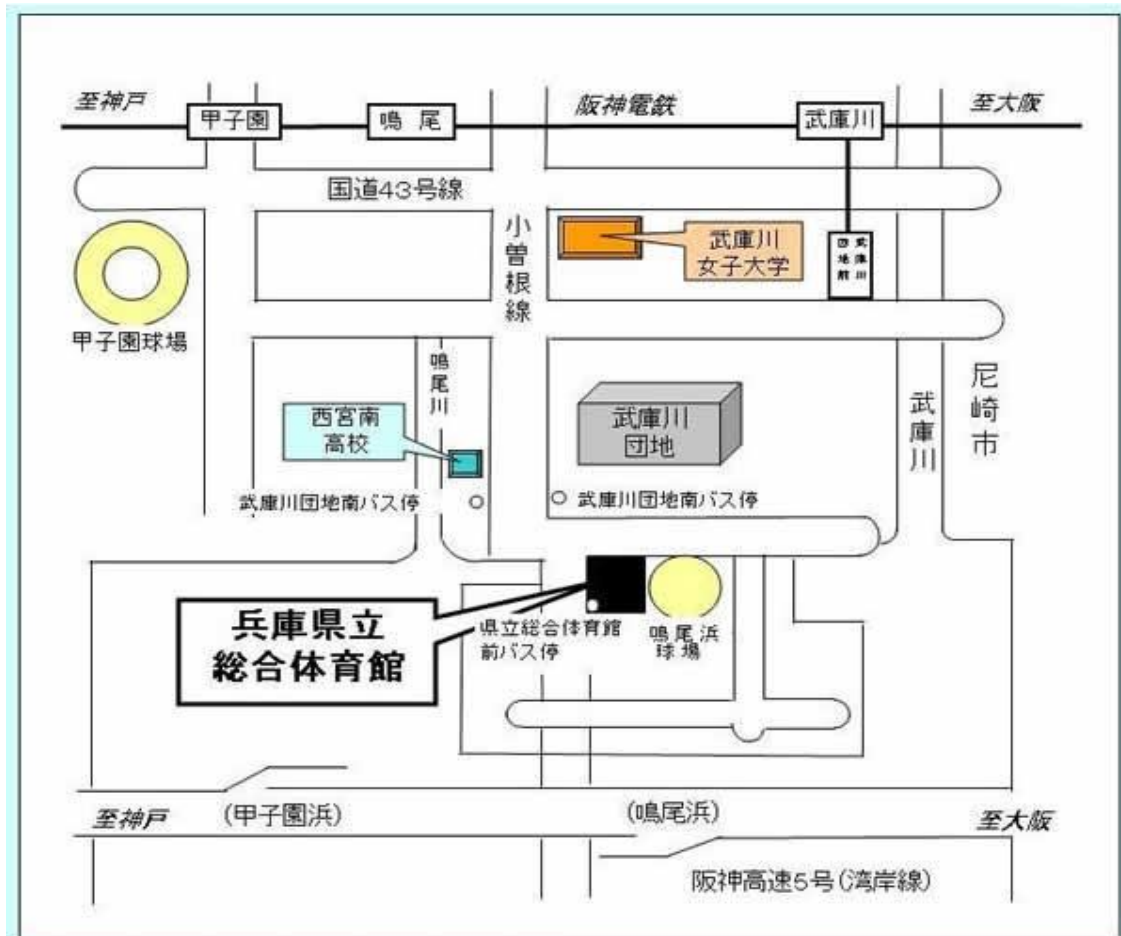 至神戸
阪神電鉄
至大阪
甲子園
鳴尾
武庫川
国道43号線
小曽根線
武庫川
女子大学
武庫川
団地前
甲子園球場
鳴尾川
尼崎市
武庫川
西宮南
高校
武庫川
団地
武庫川団地南バス停
武庫川団地南バス停
兵庫県立
総合体育館
県立総合体育館
前バス停
鳴尾浜
球場
至神戸
(甲子園浜)
(鳴尾浜)
至大阪
阪神高速5号(湾岸線)